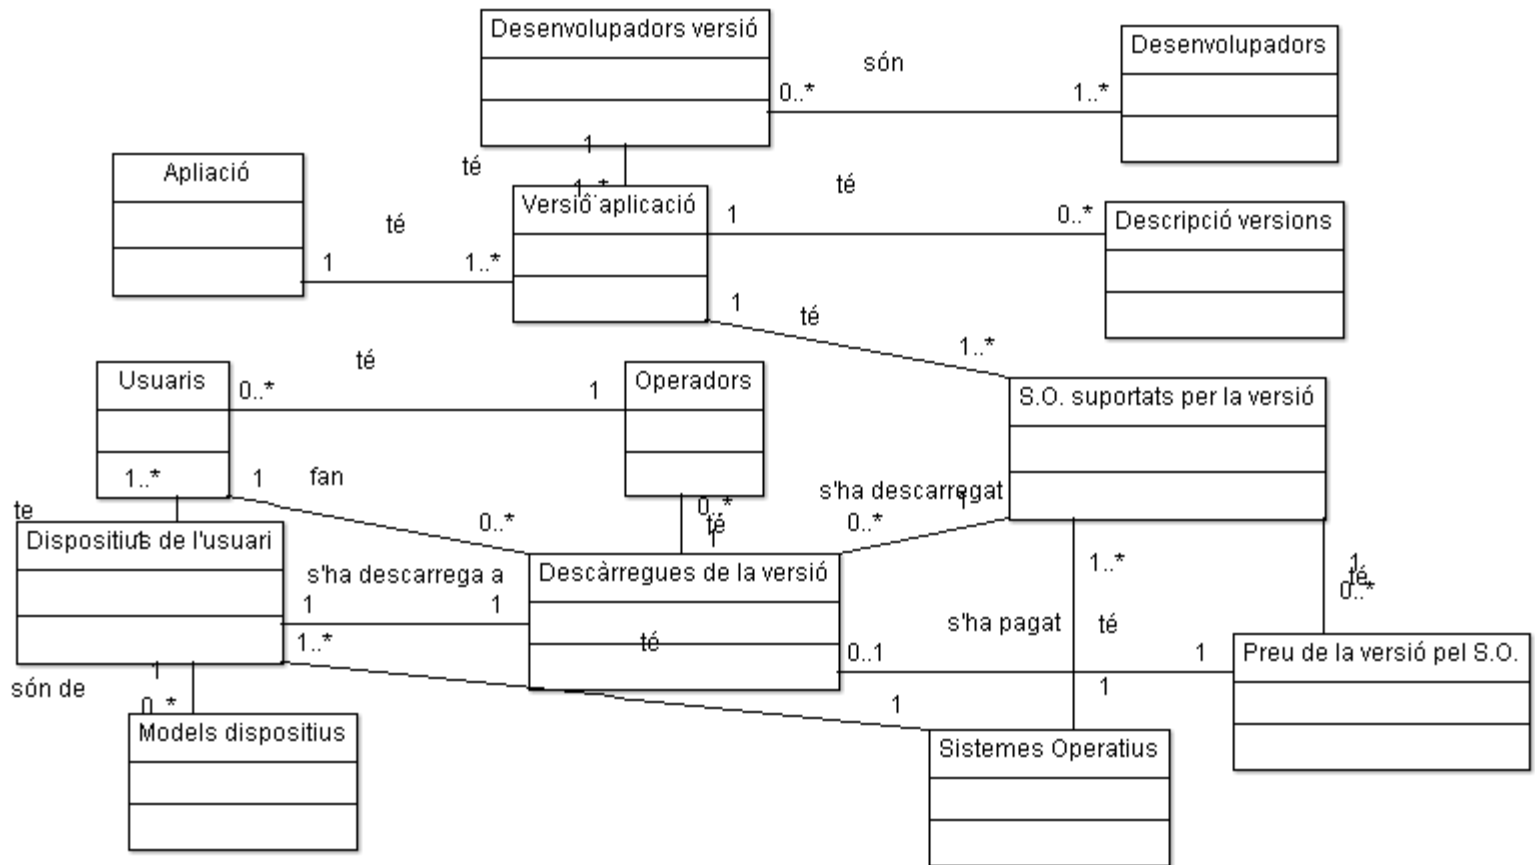 Desenvolupadors versió
Desenvolupadors
són
0..*
1..*
1
té
1..*
Apliació
Versió aplicació
té
Descripció versions
1
0..*
té
1
1..*
1
té
1..*
Usuaris
té
Operadors
S.O. suportats per la versió
0..*
1
1..*
1
fan
0..*
té
1
s'ha descarregat
1
0..*
0..*
te
1
Dispositius de l'usuari
s'ha descarrega a
Descàrregues de la versió
1..*
1
té
0..*
1
1
s'ha pagat
té
1..*
té
0..1
1
Preu de la versió pel S.O.
són de
1
0..*
1
1
Models dispositius
Sistemes Operatius